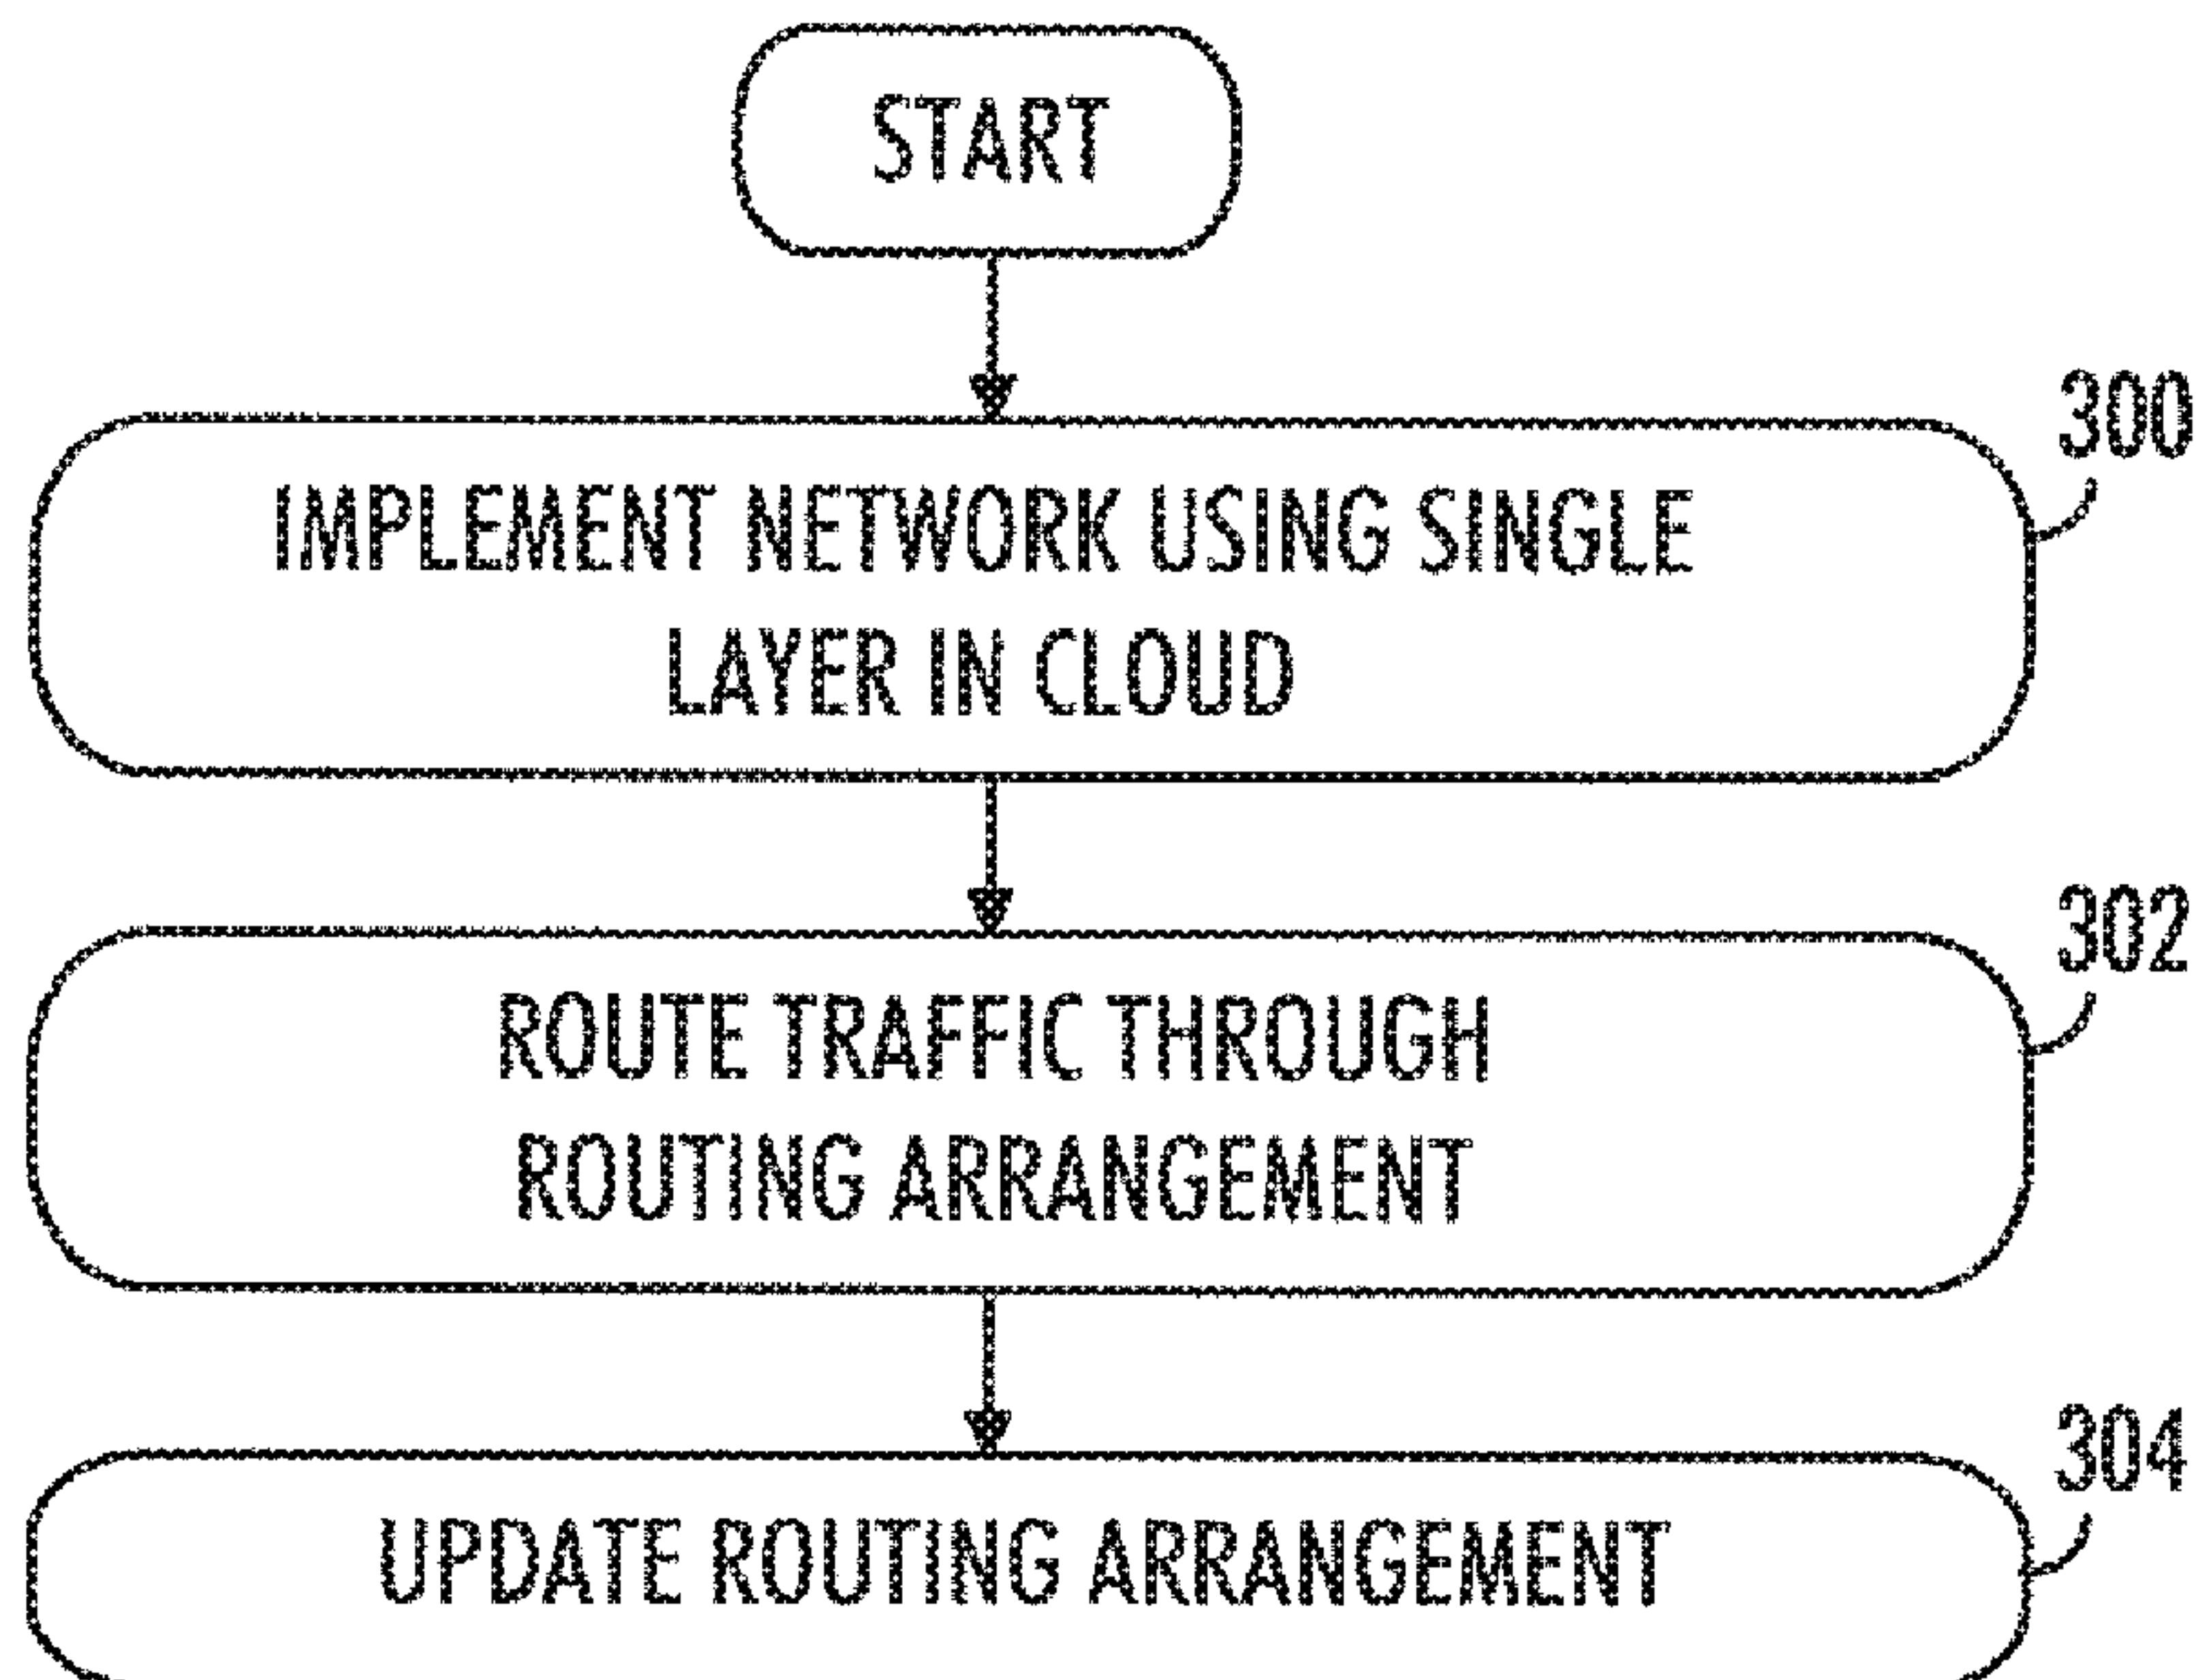 START
300
IMPLEMENT NETWORK USING SINGLE
LAYER IN CLOUD
302
ROUTE TRAFFIC THROUGH
ROUTING ARRANGEMENT
304
UPDATE ROUTING ARRANGEMENT